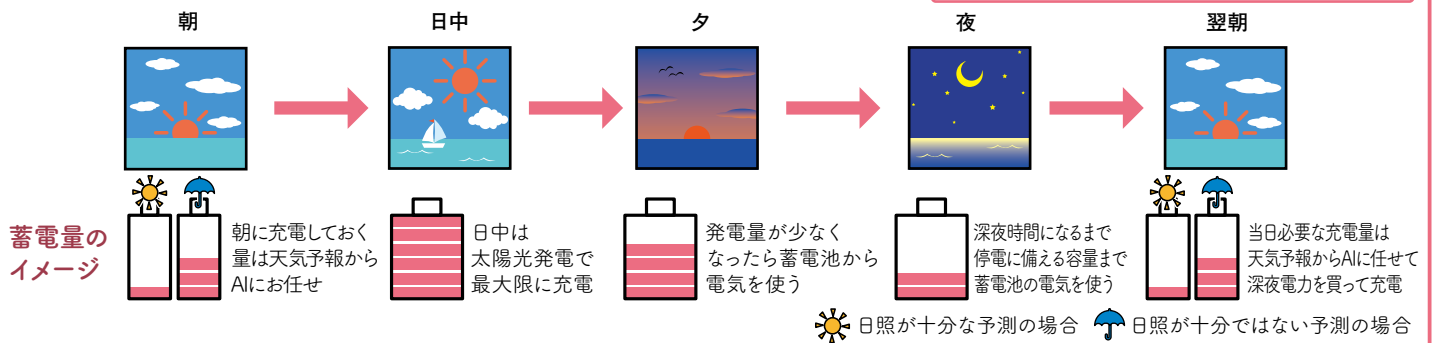 朝
日中
夕
夜
翌朝
蓄電量の
イメージ
朝に充電しておく
量は天気予報から
AIにお任せ
日中は
太陽光発電で
最大限に充電
発電量が少なく
なったら蓄電池から
電気を使う
深夜時間になるまで
停電に備える容量まで
蓄電池の電気を使う
当日必要な充電量は
天気予報からAIに任せて
深夜電力を買って充電
日照が十分な予測の場合
日照が十分ではない予測の場合